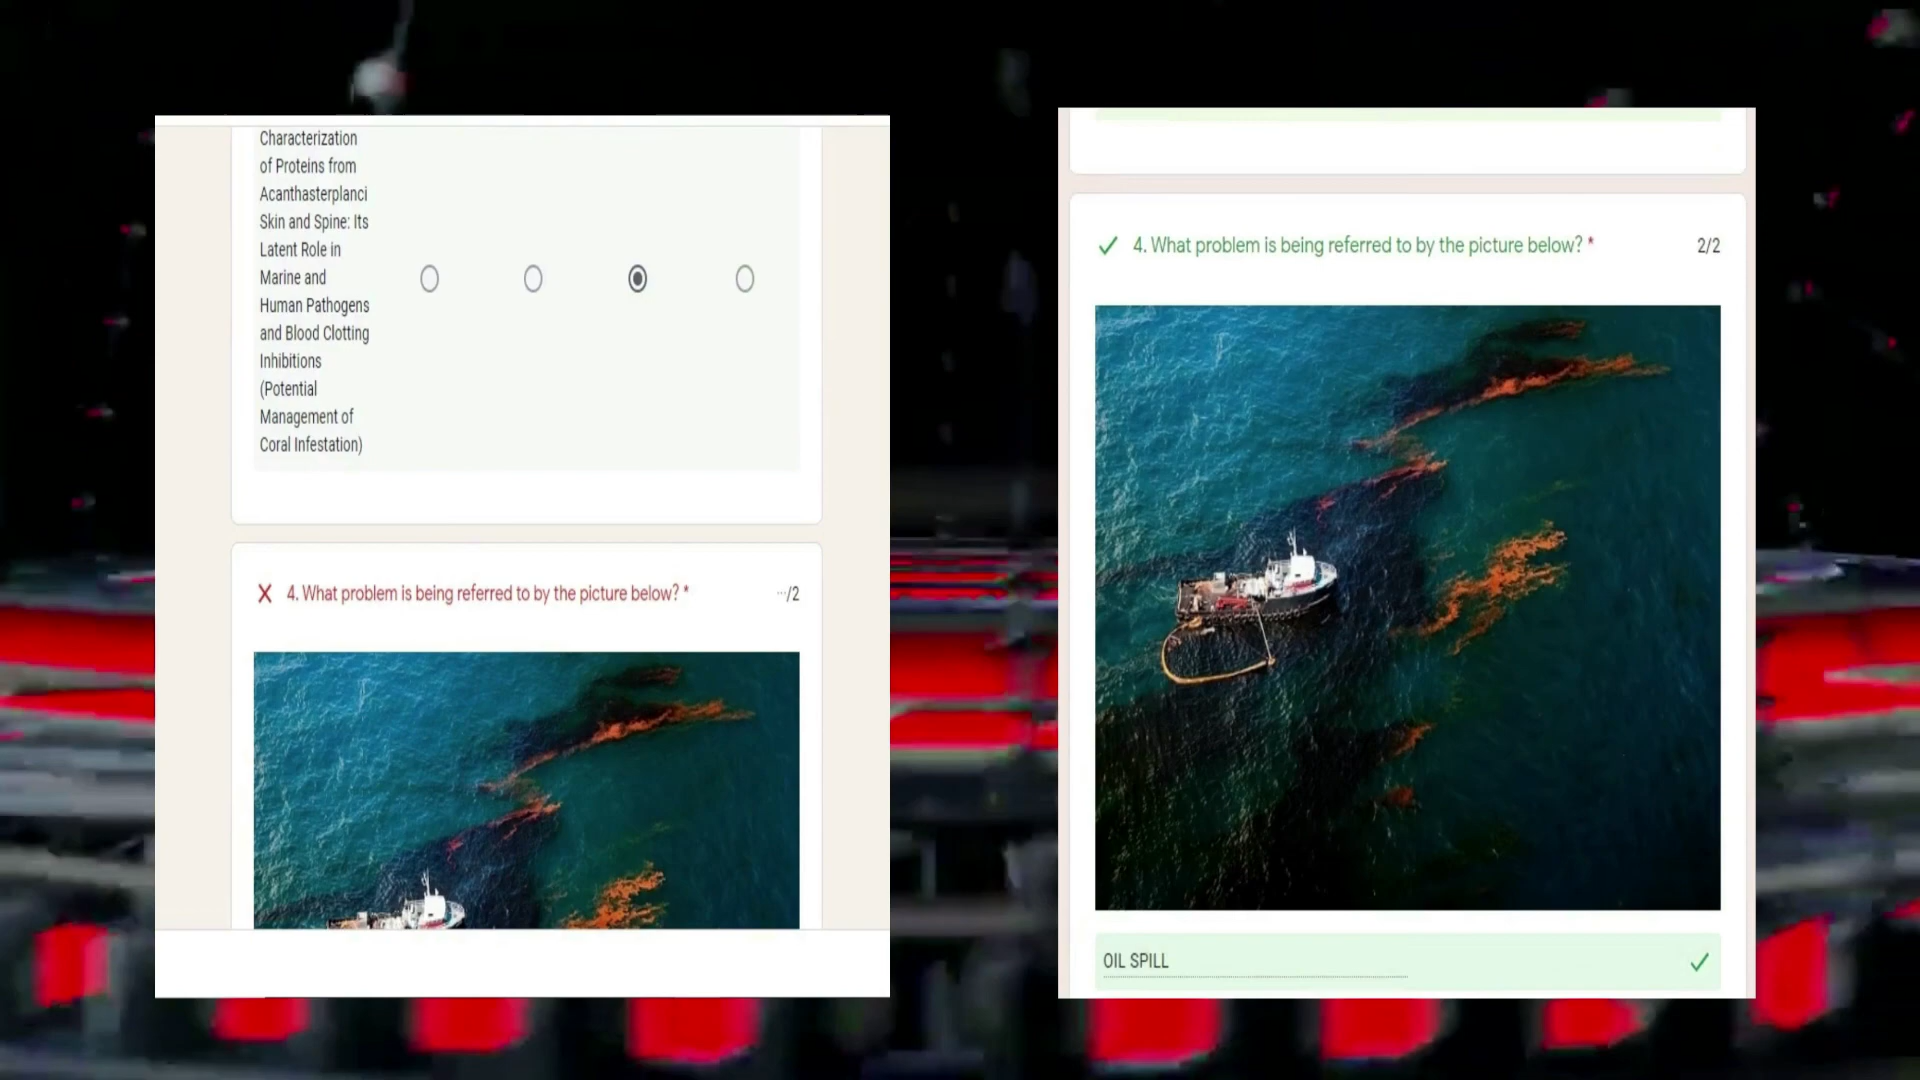 Characterization
of Proteins from
Acanthasterplanci
Skin and Spine: Its
Latent Role in
Marine and
Human Pathogens
and Blood Clotting
Inhibitions
(Potential
Management of
Coral Infestation)
4. What problem is being referred to by the picture below? *
···/2
4. What problem is being referred to by the picture below? *
2/2
OIL SPILL